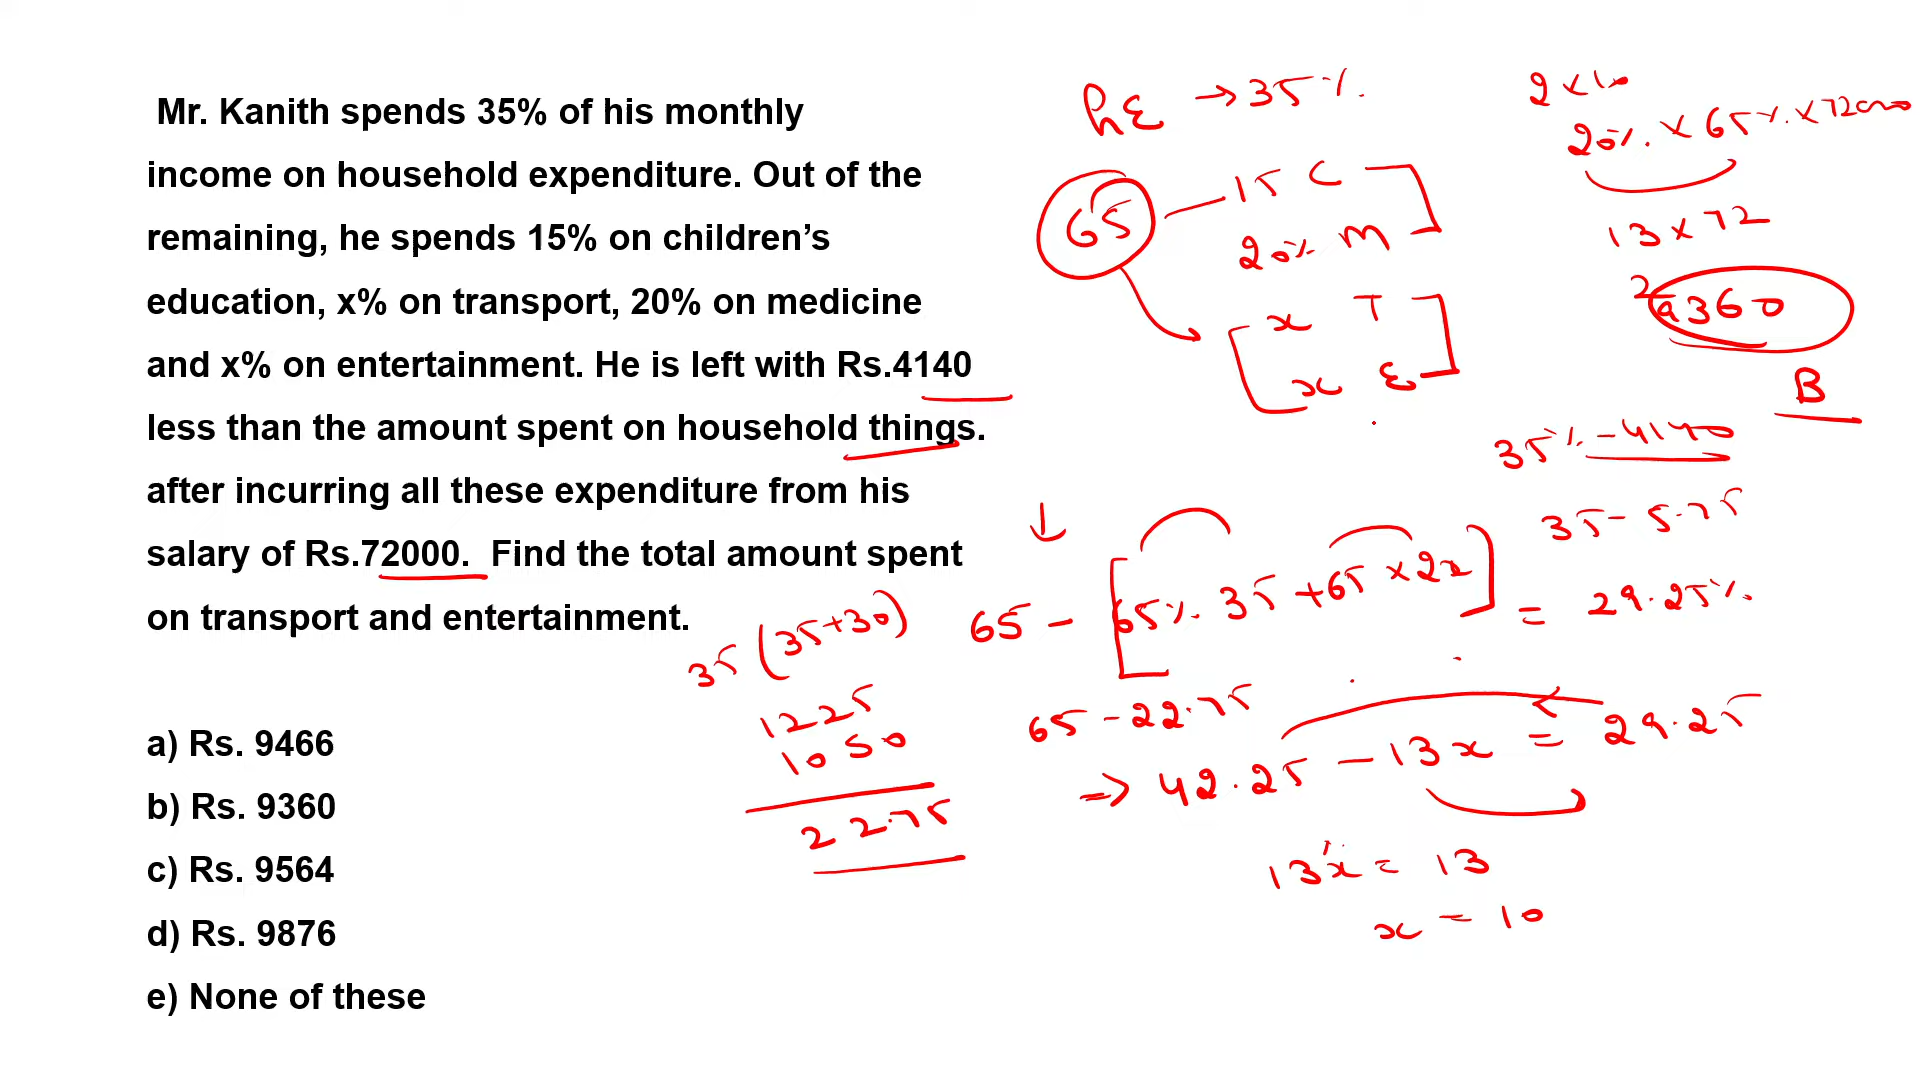 Mr. Kanith spends 35% of his monthly
income on household expenditure. Out of the
remaining, he spends 15% on children’s
education, x% on transport, 20% on medicine
and x% on entertainment. He is left with Rs.4140
less than the amount spent on household things.
after incurring all these expenditure from his
salary of Rs.72000. Find the total amount spent
on transport and entertainment.
a) Rs. 9466
b) Rs. 9360
c) Rs. 9564
d) Rs. 9876
e) None of these
hE → 35%.
65 — 15 C
20% M
x T
x E
2 x 10
20%. x 65%. x 72000
13 x 72
9360
B
35% - 4140
35 - 5.75
65 - [65%. 35 + 65 x 2x] = 29.25%.
65 - 22.75
⇒ 42.25 - 13x = 29.25
13x = 13
x = 10
35 (35+30)
1225
1050
22.75